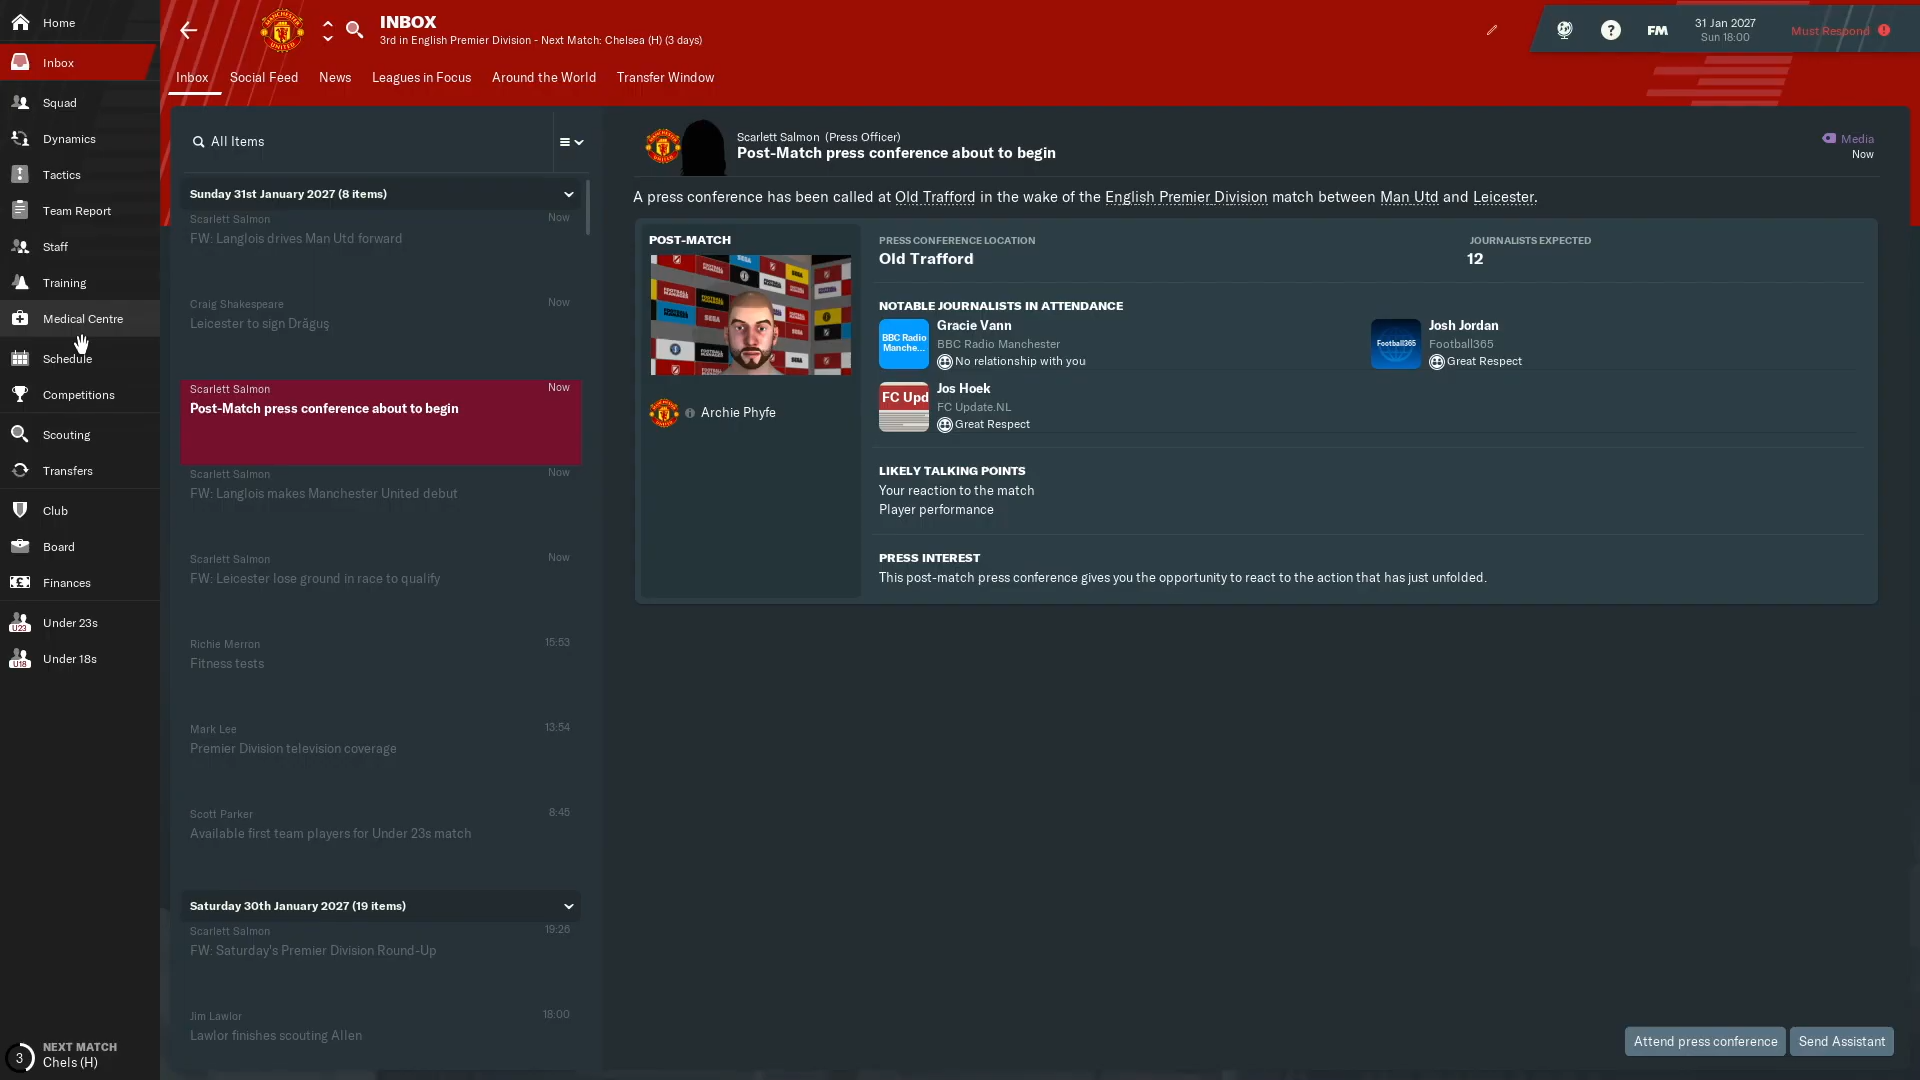 Home
Inbox
Squad
Dynamics
Tactics
Team Report
Staff
Training
Medical Centre
Schedule
Competitions
Scouting
Transfers
Club
Board
Finances
U23
Under 23s
U18
Under 18s
3
NEXT MATCH
Chels (H)
INBOX
3rd in English Premier Division - Next Match: Chelsea (H) (3 days)
?
FM
31 Jan 2027
Sun 18:00
Must Respond
Inbox
Social Feed
News
Leagues in Focus
Around the World
Transfer Window
All Items
Sunday 31st January 2027 (8 items)
Scarlett Salmon
Now
FW: Langlois drives Man Utd forward
Craig Shakespeare
Now
Leicester to sign Drăguş
Scarlett Salmon
Now
Post-Match press conference about to begin
Scarlett Salmon
Now
FW: Langlois makes Manchester United debut
Scarlett Salmon
Now
FW: Leicester lose ground in race to qualify
Richie Merron
15:53
Fitness tests
Mark Lee
13:54
Premier Division television coverage
Scott Parker
8:45
Available first team players for Under 23s match
Saturday 30th January 2027 (19 items)
Scarlett Salmon
19:26
FW: Saturday's Premier Division Round-Up
Jim Lawlor
18:00
Lawlor finishes scouting Allen
Scarlett Salmon (Press Officer)
Post-Match press conference about to begin
Media
Now
A press conference has been called at Old Trafford in the wake of the English Premier Division match between Man Utd and Leicester.
POST-MATCH
Archie Phyfe
PRESS CONFERENCE LOCATION
Old Trafford
JOURNALISTS EXPECTED
12
NOTABLE JOURNALISTS IN ATTENDANCE
BBC Radio
Manche...
Gracie Vann
BBC Radio Manchester
No relationship with you
Football365
Josh Jordan
Football365
Great Respect
FC Upd
Jos Hoek
FC Update.NL
Great Respect
LIKELY TALKING POINTS
Your reaction to the match
Player performance
PRESS INTEREST
This post-match press conference gives you the opportunity to react to the action that has just unfolded.
Attend press conference
Send Assistant